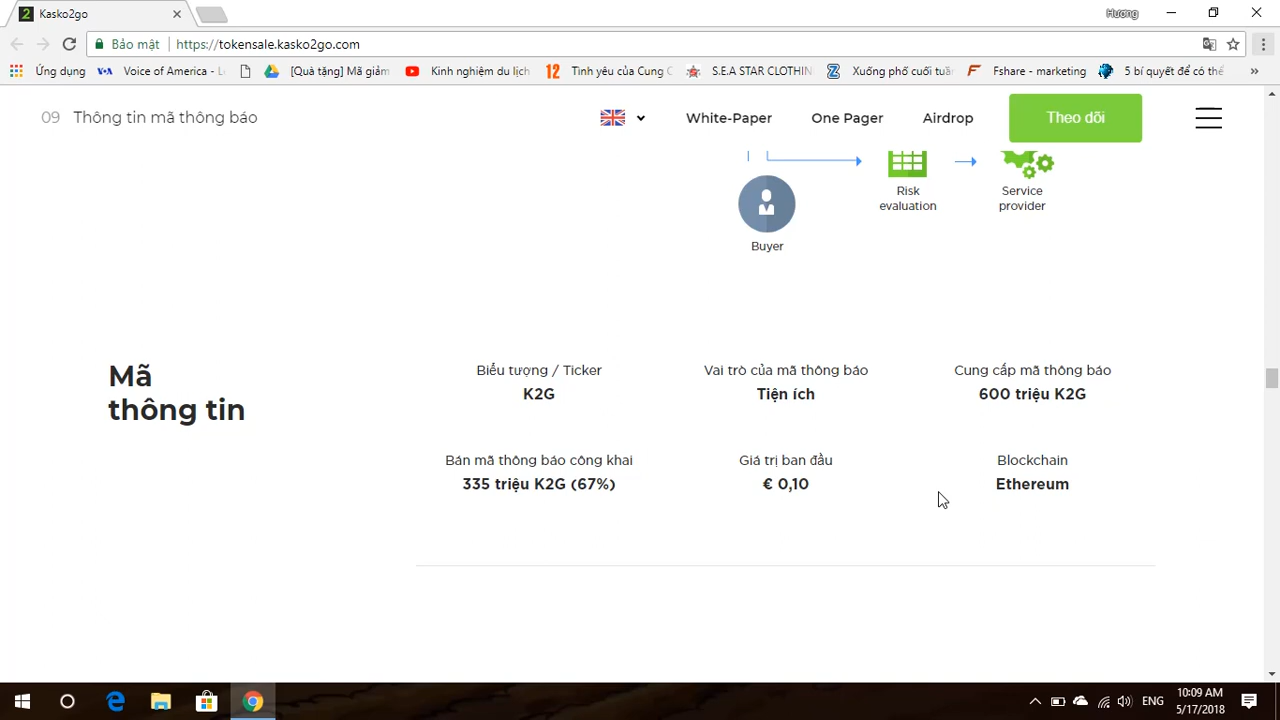 Kasko2go
Hương
Bảo mật
https://tokensale.kasko2go.com
Ứng dụng
Voice of America - L
[Quà tặng] Mã giảm
Kinh nghiệm du lịch
Tình yêu của Cung C
S.E.A STAR CLOTHIN
Xuống phố cuối tuần
Fshare - marketing
5 bí quyết để có thể
»
09 Thông tin mã thông báo
White-Paper
One Pager
Airdrop
Theo dõi
Risk
evaluation
Service
provider
Buyer
Mã
thông tin
Biểu tượng / Ticker
K2G
Vai trò của mã thông báo
Tiện ích
Cung cấp mã thông báo
600 triệu K2G
Bán mã thông báo công khai
335 triệu K2G (67%)
Giá trị ban đầu
€ 0,10
Blockchain
Ethereum
ENG
10:09 AM
5/17/2018